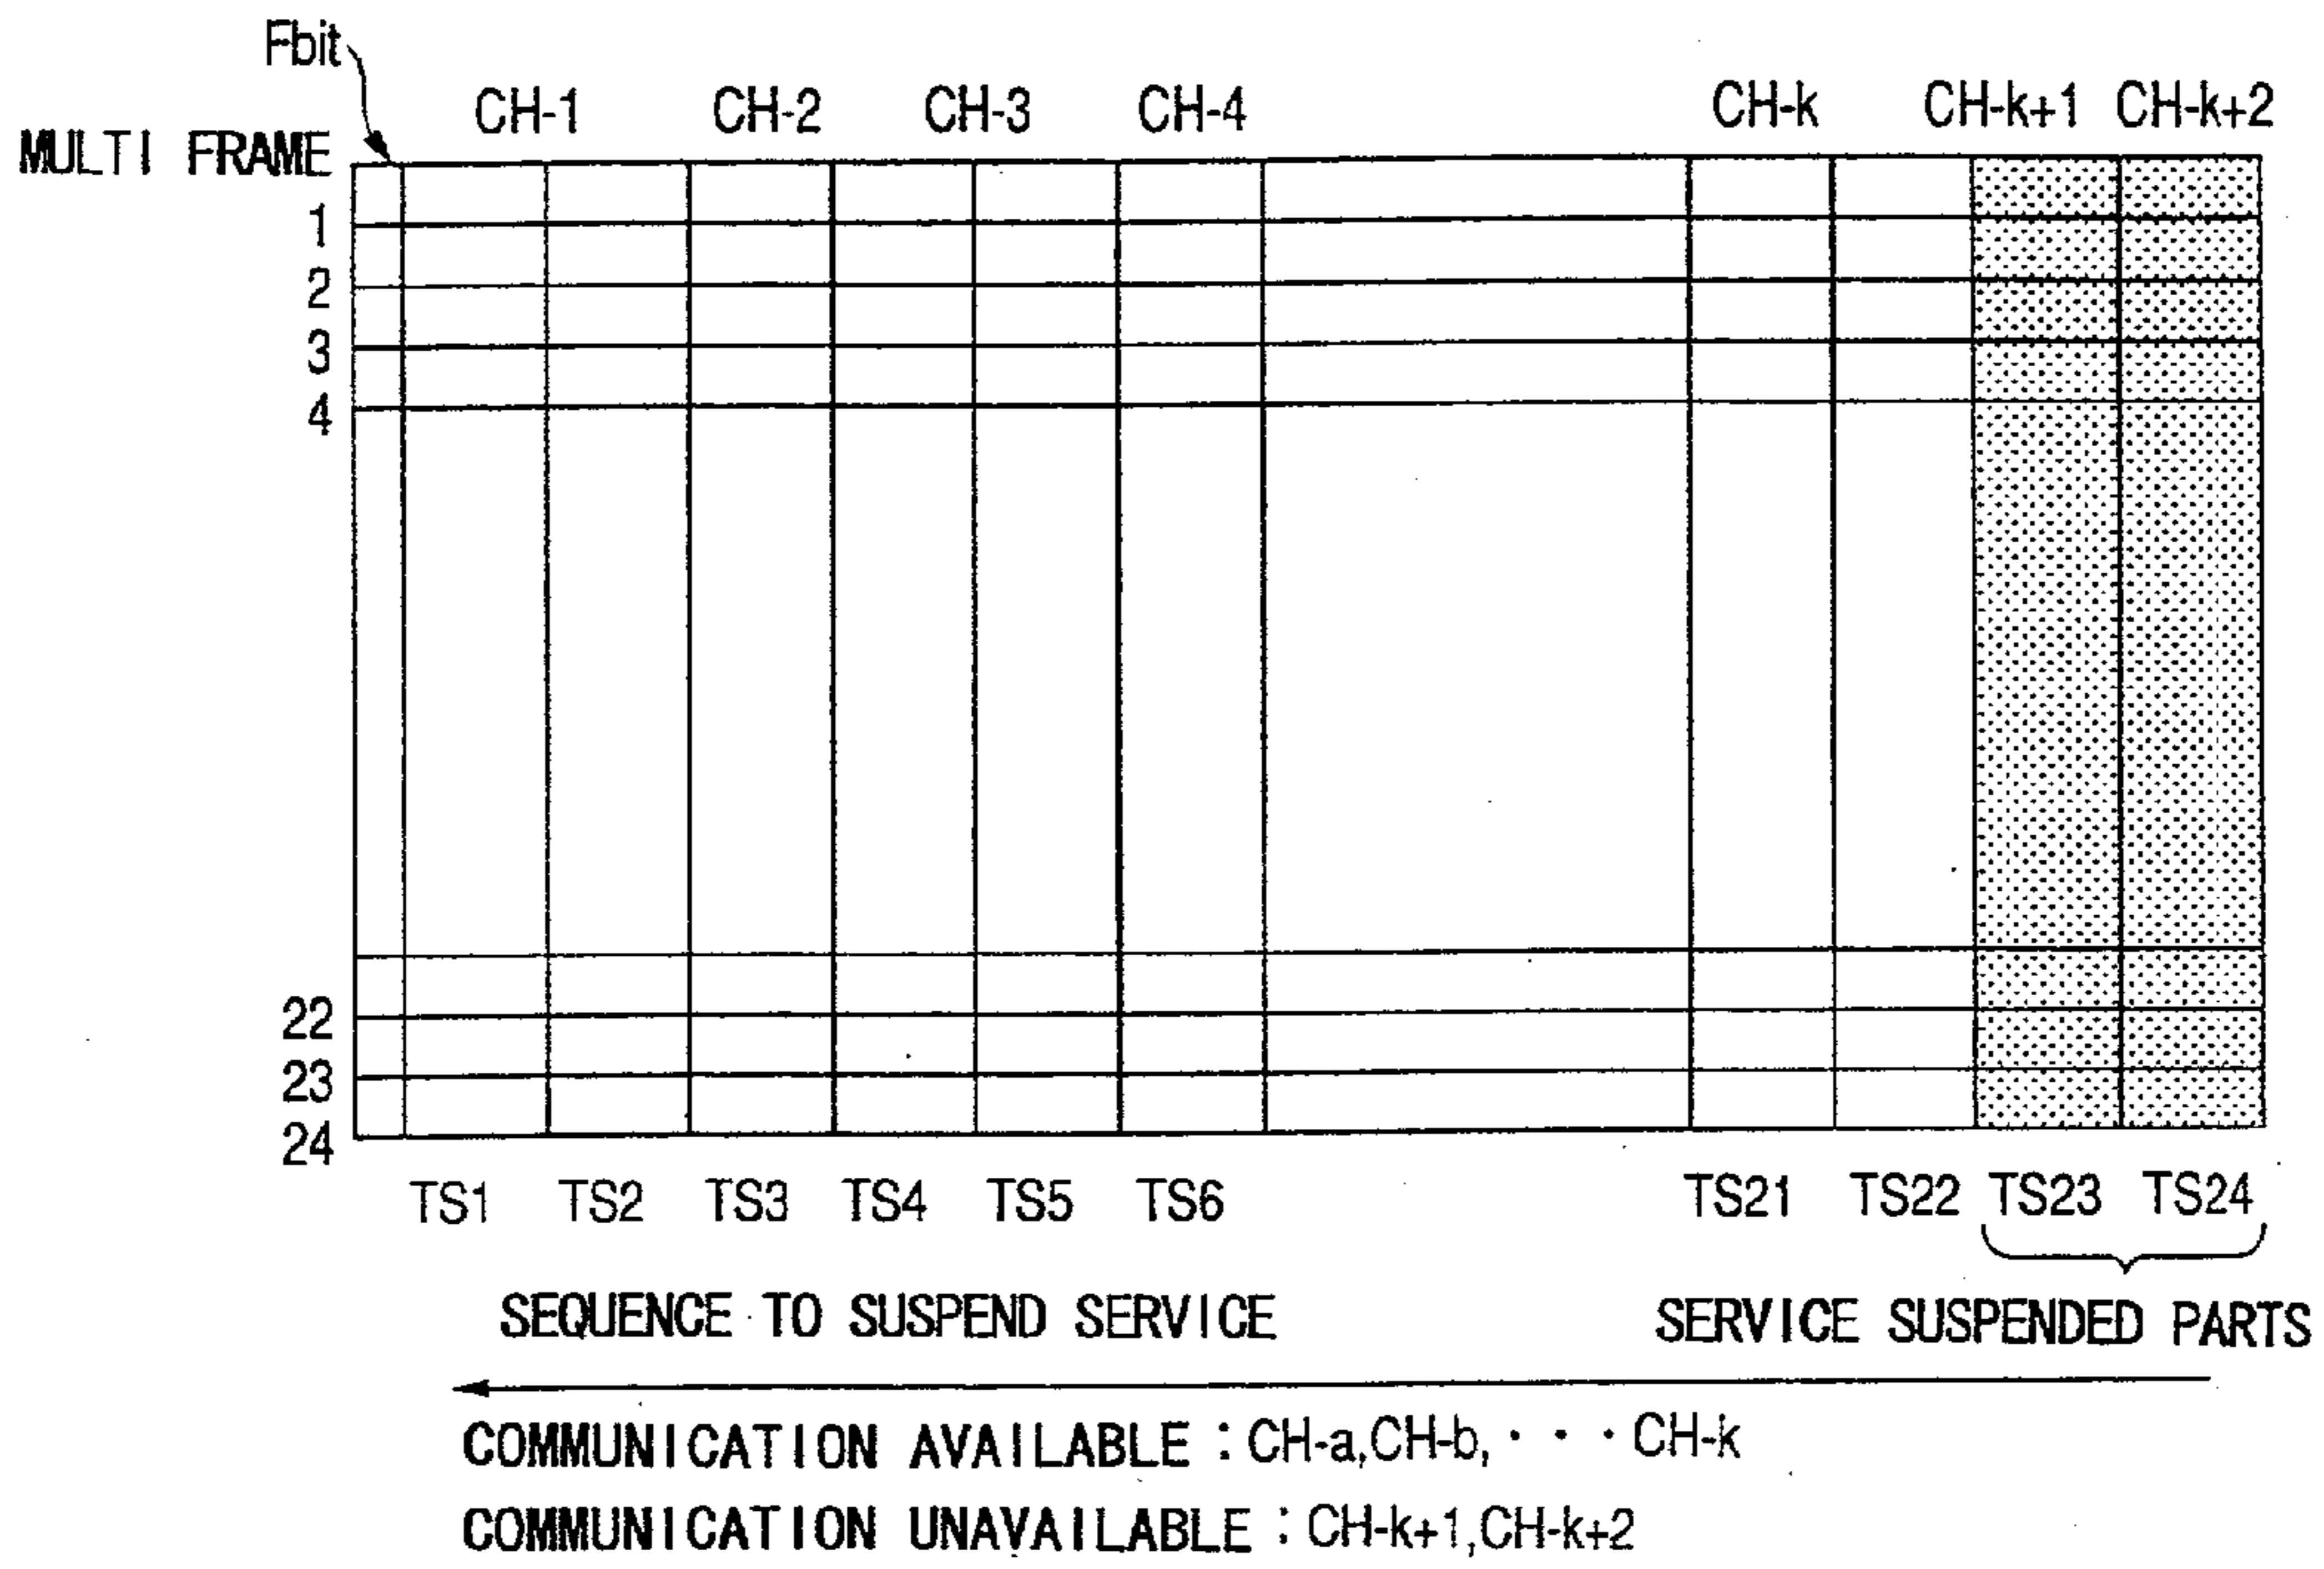 Fbit
CH-1 CH-2 CH-3 CH-4 CH-k CH-k+1 CH-k+2
MULTI FRAME
1
2
3
4
22
23
24
TS1 TS2 TS3 TS4 TS5 TS6 TS21 TS22 TS23 TS24
SEQUENCE TO SUSPEND SERVICE SERVICE SUSPENDED PARTS
COMMUNICATION AVAILABLE : CH-a,CH-b, · · · CH-k
COMMUNICATION UNAVAILABLE : CH-k+1,CH-k+2